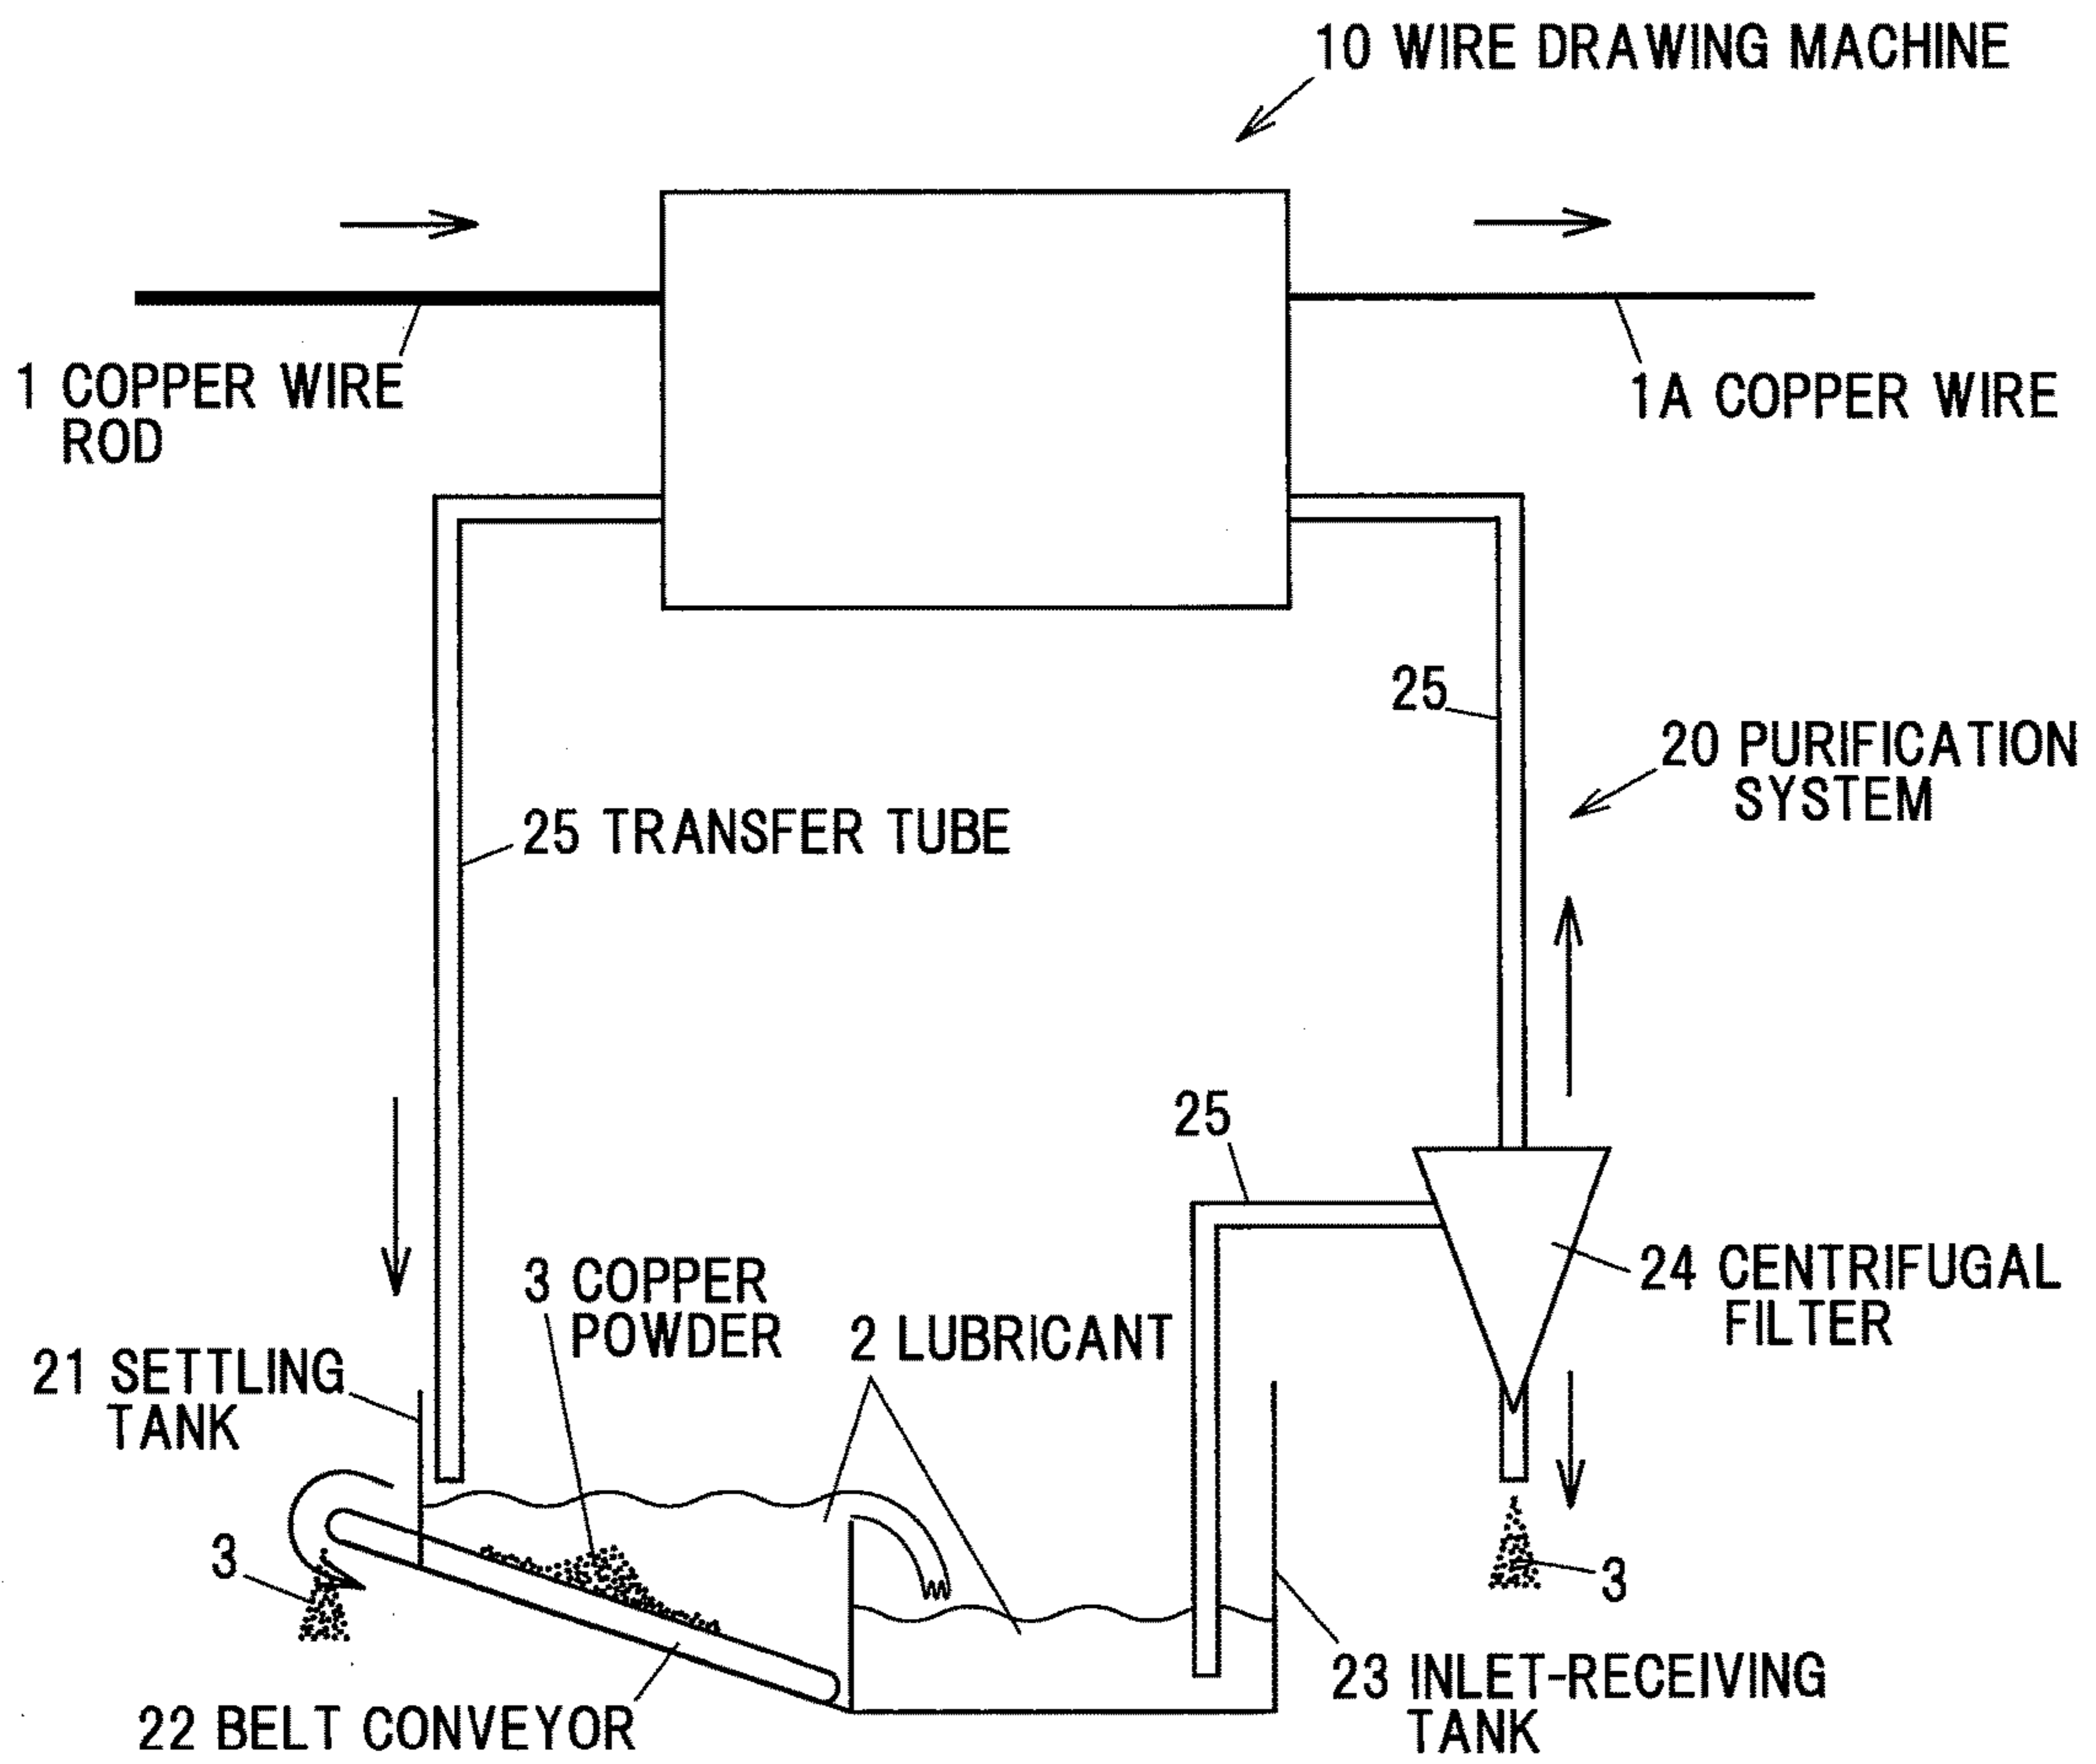 10 WIRE DRAWING MACHINE
1 COPPER WIRE
ROD
1A COPPER WIRE
25
20 PURIFICATION
SYSTEM
25 TRANSFER TUBE
25
3 COPPER
POWDER
24 CENTRIFUGAL
FILTER
2 LUBRICANT
21 SETTLING
TANK
3
3
23 INLET-RECEIVING
TANK
22 BELT CONVEYOR